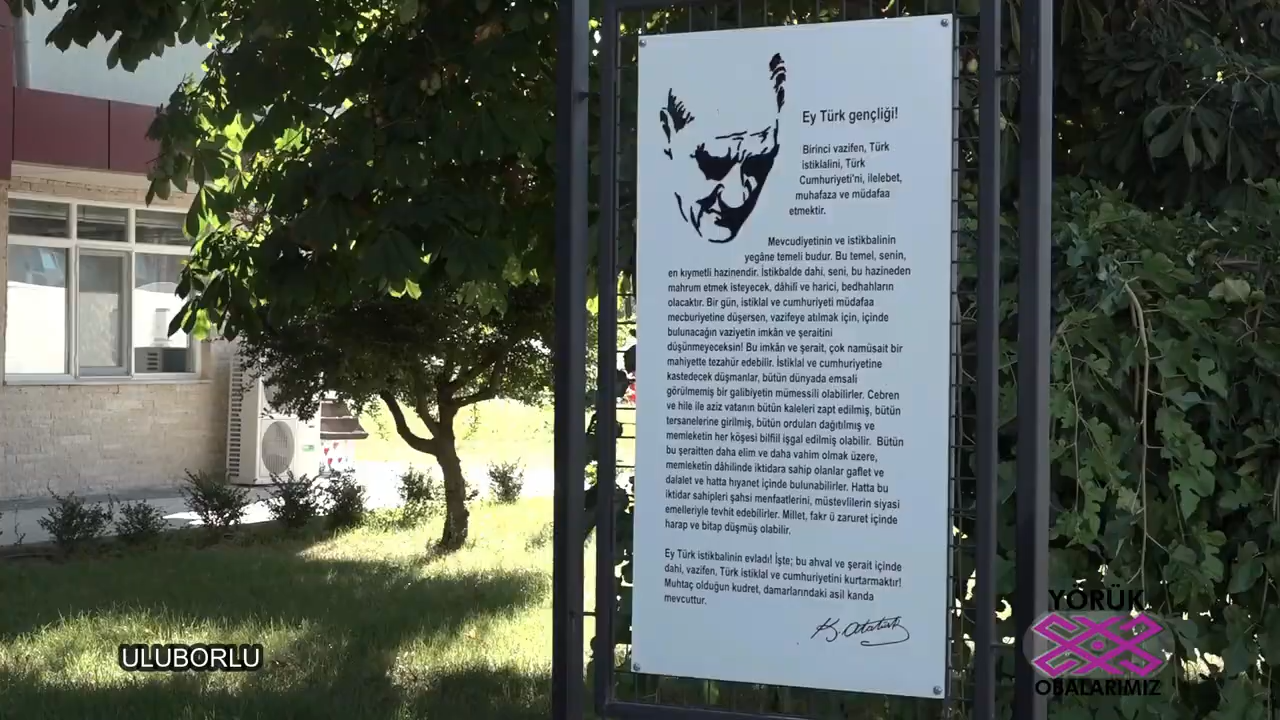 Ey Türk gençliği!
Birinci vazifen, Türk
istiklalini, Türk
Cumhuriyeti'ni, ilelebet,
muhafaza ve müdafaa
etmektir.
Mevcudiyetinin ve istikbalinin
yegâne temeli budur. Bu temel, senin,
en kıymetli hazinendir. İstikbalde dahi, seni, bu hazineden
mahrum etmek isteyecek, dâhilî ve harici, bedhahların
olacaktır. Bir gün, istiklal ve cumhuriyeti müdafaa
mecburiyetine düşersen, vazifeye atılmak için, içinde
bulunacağın vaziyetin imkân ve şeraitini
düşünmeyeceksin! Bu imkân ve şerait, çok namüsait bir
mahiyette tezahür edebilir. İstiklal ve cumhuriyetine
kastedecek düşmanlar, bütün dünyada emsali
görülmemiş bir galibiyetin mümessili olabilirler. Cebren
ve hile ile aziz vatanın bütün kaleleri zapt edilmiş, bütün
tersanelerine girilmiş, bütün orduları dağıtılmış ve
memleketin her köşesi bilfiil işgal edilmiş olabilir. Bütün
bu şeraitten daha elim ve daha vahim olmak üzere,
memleketin dâhilinde iktidara sahip olanlar gaflet ve
dalalet ve hatta hıyanet içinde bulunabilirler. Hatta bu
iktidar sahipleri şahsi menfaatlerini, müstevlilerin siyasi
emelleriyle tevhit edebilirler. Millet, fakr ü zaruret içinde
harap ve bitap düşmüş olabilir.
Ey Türk istikbalinin evladı! İşte; bu ahval ve şerait içinde
dahi, vazifen, Türk istiklal ve cumhuriyetini kurtarmaktır!
Muhtaç olduğun kudret, damarlarındaki asil kanda
mevcuttur.
K. Atatürk
ULUBORLU
YÖRÜK
OBALARIMIZ